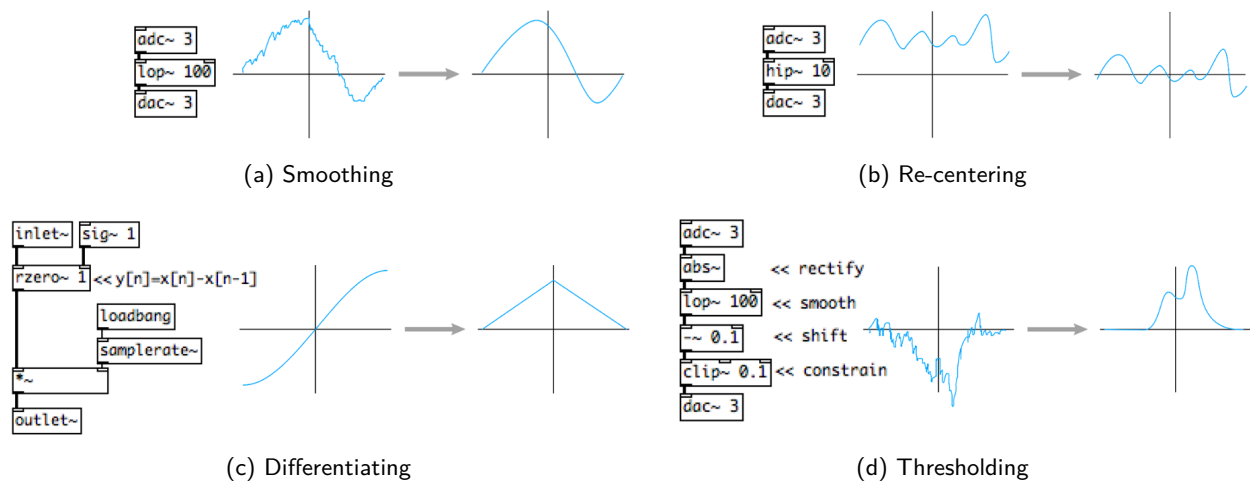 adc~ 3
lop~ 100
dac~ 3
(a) Smoothing
adc~ 3
hip~ 10
dac~ 3
(b) Re-centering
inlet~ sig~ 1
rzero~ 1 << y[n]=x[n]-x[n-1]
loadbang
samplerate~
*~
outlet~
(c) Differentiating
adc~ 3
abs~ << rectify
lop~ 100 << smooth
-~ 0.1 << shift
clip~ 0.1 << constrain
dac~ 3
(d) Thresholding